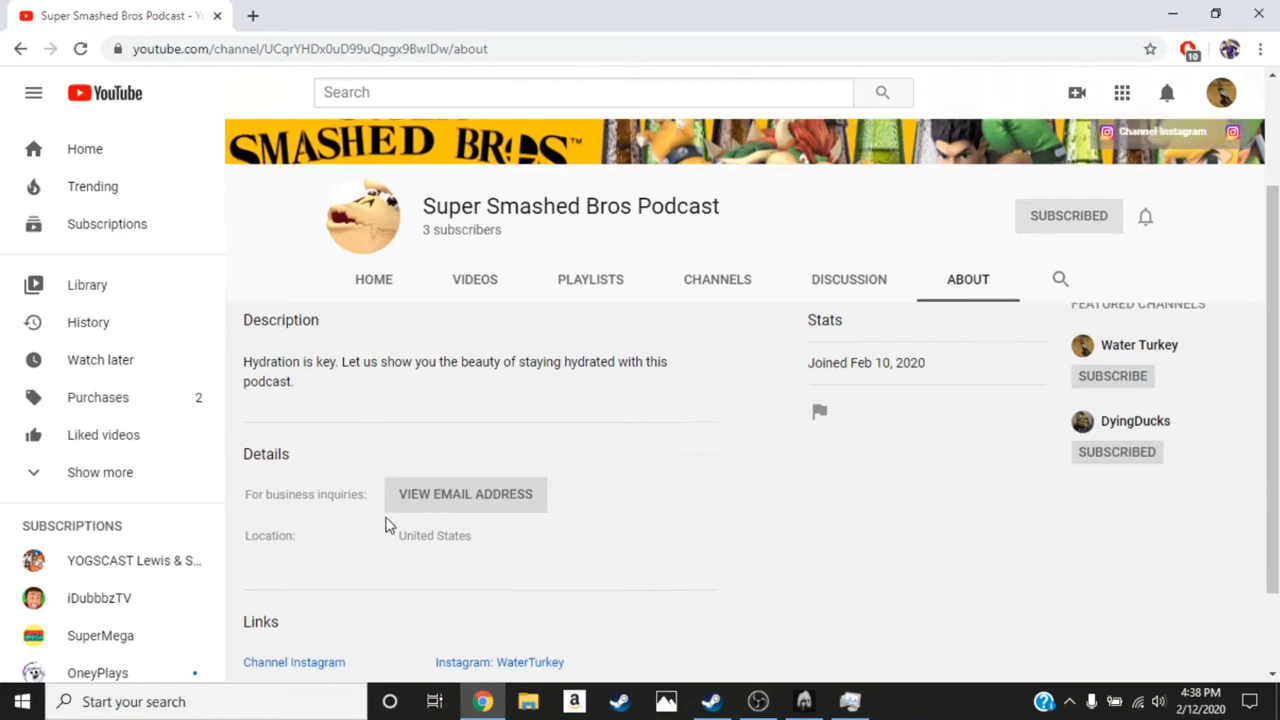 Super Smashed Bros Podcast - Yo
youtube.com/channel/UCqrYHDx0uD99uQpgx9BwIDw/about
10
YouTube
Search
Home
Trending
Subscriptions
Library
History
Watch later
Purchases 2
Liked videos
Show more
SUBSCRIPTIONS
YOGSCAST Lewis & S...
iDubbbzTV
SuperMega
OneyPlays
SMASHED BROS™
Channel Instagram
Super Smashed Bros Podcast
3 subscribers
SUBSCRIBED
HOME VIDEOS PLAYLISTS CHANNELS DISCUSSION ABOUT
Description
Hydration is key. Let us show you the beauty of staying hydrated with this
podcast.
Details
For business inquiries: VIEW EMAIL ADDRESS
Location: United States
Links
Channel Instagram Instagram: WaterTurkey
Stats
Joined Feb 10, 2020
FEATURED CHANNELS
Water Turkey
SUBSCRIBE
DyingDucks
SUBSCRIBED
Start your search
4:38 PM
2/12/2020